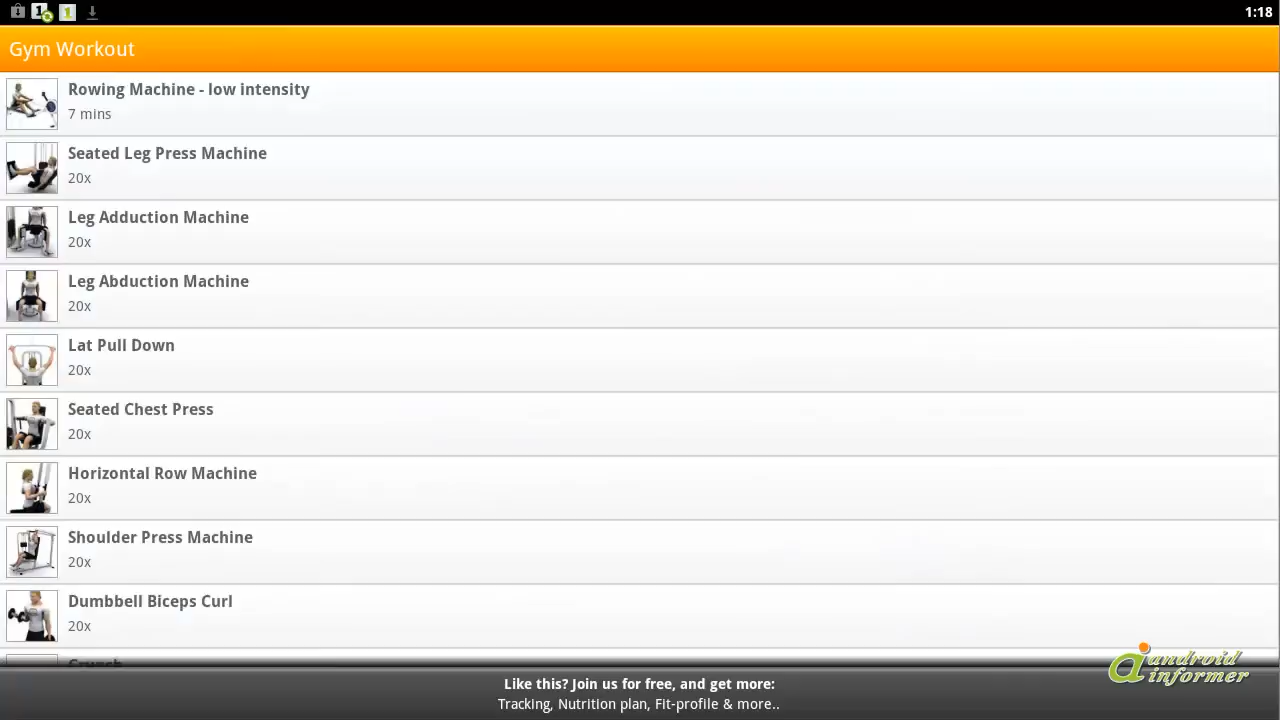 1:18
Gym Workout
Rowing Machine - low intensity
7 mins
Seated Leg Press Machine
20x
Leg Adduction Machine
20x
Leg Abduction Machine
20x
Lat Pull Down
20x
Seated Chest Press
20x
Horizontal Row Machine
20x
Shoulder Press Machine
20x
Dumbbell Biceps Curl
20x
Crunch
android
informer
Like this? Join us for free, and get more:
Tracking, Nutrition plan, Fit-profile & more..